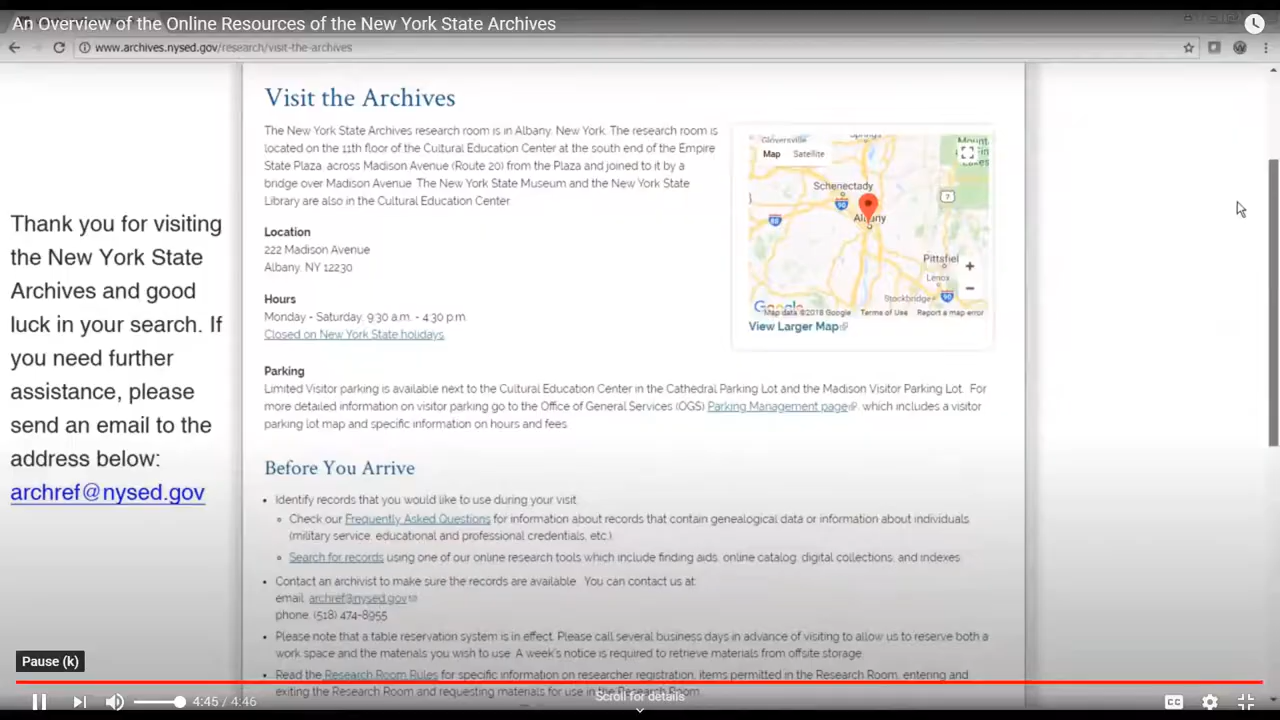 An Overview of the Online Resources of the New York State Archives
www.archives.nysed.gov/research/visit-the-archives
Visit the Archives
The New York State Archives research room is in Albany, New York. The research room is
located on the 11th floor of the Cultural Education Center at the south end of the Empire
State Plaza, across Madison Avenue (Route 20) from the Plaza and joined to it by a
bridge over Madison Avenue. The New York State Museum and the New York State
Library are also in the Cultural Education Center.
Location
222 Madison Avenue
Albany, NY 12230
Hours
Monday - Saturday, 9:30 a.m. - 4:30 p.m.
Closed on New York State holidays.
Gloversville
Springs
Mount
Map Satellite
Schenectady
90
7
88
Albany
Pittsfiel
Lenox
Stockbridge
90
Google
Map data ©2018 Google Terms of Use Report a map error
View Larger Map
Parking
Limited Visitor parking is available next to the Cultural Education Center in the Cathedral Parking Lot and the Madison Visitor Parking Lot. For
more detailed information on visitor parking go to the Office of General Services (OGS) Parking Management page, which includes a visitor
parking lot map and specific information on hours and fees.
Before You Arrive
• Identify records that you would like to use during your visit.
Check our Frequently Asked Questions for information about records that contain genealogical data or information about individuals
(military service, educational and professional credentials, etc.).
Search for records using one of our online research tools which include finding aids, online catalog, digital collections, and indexes.
• Contact an archivist to make sure the records are available. You can contact us at:
email: archref@nysed.gov
phone: (518) 474-8955
• Please note that a table reservation system is in effect. Please call several business days in advance of visiting to allow us to reserve both a
work space and the materials you wish to use. A week's notice is required to retrieve materials from offsite storage.
• Read the Research Room Rules for specific information on researcher registration, items permitted in the Research Room, entering and
exiting the Research Room and requesting materials for use in the Research Room.
Thank you for visiting
the New York State
Archives and good
luck in your search. If
you need further
assistance, please
send an email to the
address below:
archref@nysed.gov
Pause (k)
4:45 / 4:46
Scroll for details
CC